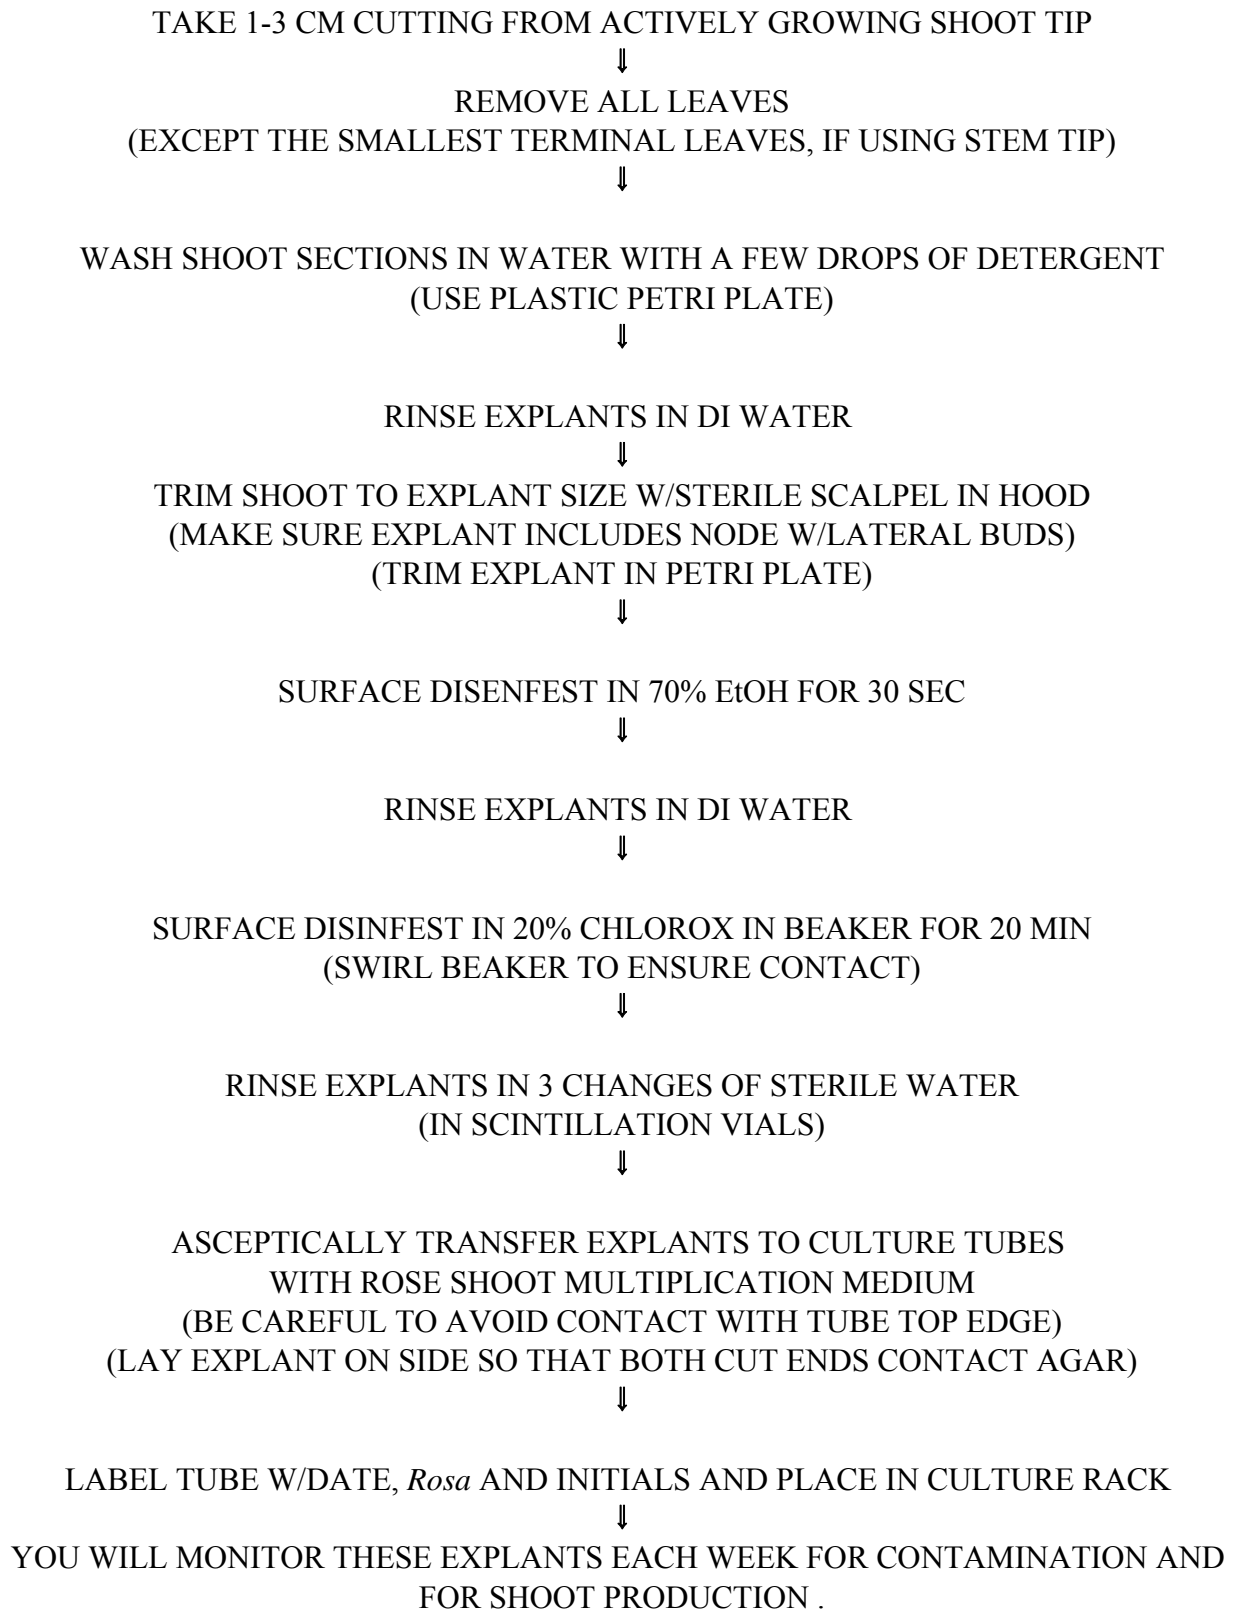 TAKE 1-3 CM CUTTING FROM ACTIVELY GROWING SHOOT TIP
⇓
REMOVE ALL LEAVES
(EXCEPT THE SMALLEST TERMINAL LEAVES, IF USING STEM TIP)
⇓
WASH SHOOT SECTIONS IN WATER WITH A FEW DROPS OF DETERGENT
(USE PLASTIC PETRI PLATE)
⇓
RINSE EXPLANTS IN DI WATER
⇓
TRIM SHOOT TO EXPLANT SIZE W/STERILE SCALPEL IN HOOD
(MAKE SURE EXPLANT INCLUDES NODE W/LATERAL BUDS)
(TRIM EXPLANT IN PETRI PLATE)
⇓
SURFACE DISENFEST IN 70% EtOH FOR 30 SEC
⇓
RINSE EXPLANTS IN DI WATER
⇓
SURFACE DISINFEST IN 20% CHLOROX IN BEAKER FOR 20 MIN
(SWIRL BEAKER TO ENSURE CONTACT)
⇓
RINSE EXPLANTS IN 3 CHANGES OF STERILE WATER
(IN SCINTILLATION VIALS)
⇓
ASCEPTICALLY TRANSFER EXPLANTS TO CULTURE TUBES
WITH ROSE SHOOT MULTIPLICATION MEDIUM
(BE CAREFUL TO AVOID CONTACT WITH TUBE TOP EDGE)
(LAY EXPLANT ON SIDE SO THAT BOTH CUT ENDS CONTACT AGAR)
⇓
LABEL TUBE W/DATE, Rosa AND INITIALS AND PLACE IN CULTURE RACK
⇓
YOU WILL MONITOR THESE EXPLANTS EACH WEEK FOR CONTAMINATION AND
FOR SHOOT PRODUCTION .